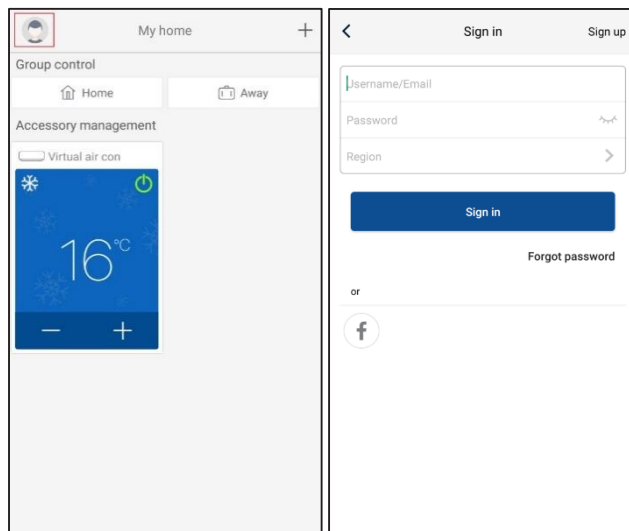 My home
+
Group control
Home
Away
Accessory management
Virtual air con
16°C
− +
Sign in
Sign up
Username/Email
Password
Region
Sign in
Forgot password
or
f